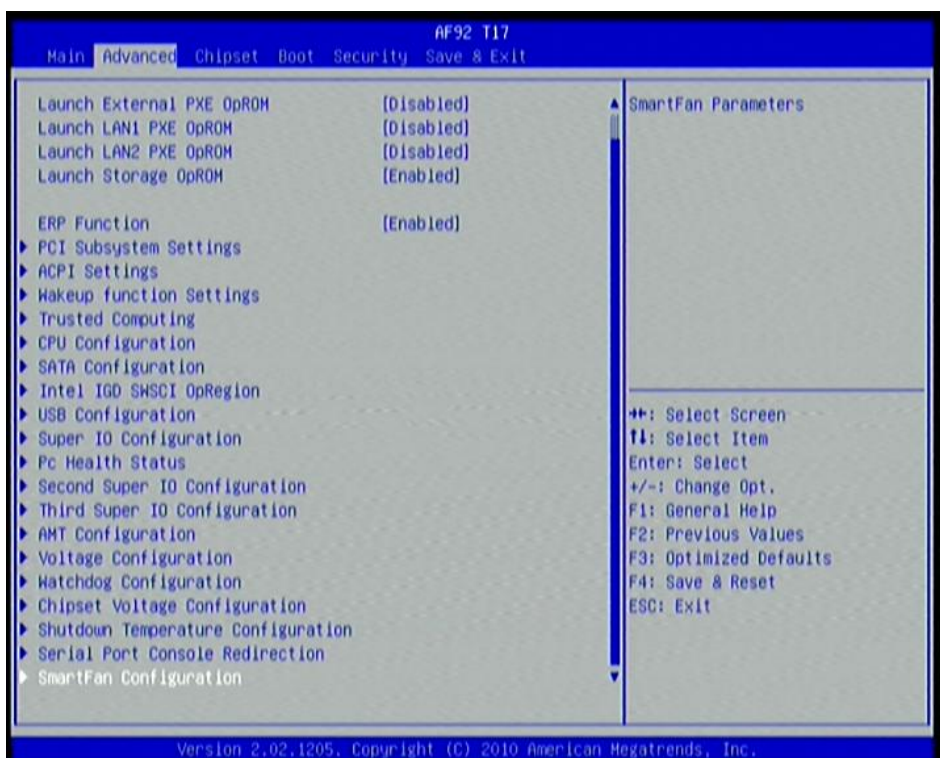 AF92 T17
Main Advanced Chipset Boot Security Save & Exit
Launch External PXE OpROM [Disabled]
Launch LAN1 PXE OpROM [Disabled]
Launch LAN2 PXE OpROM [Disabled]
Launch Storage OpROM [Enabled]
ERP Function [Enabled]
PCI Subsystem Settings
ACPI Settings
Wakeup function Settings
Trusted Computing
CPU Configuration
SATA Configuration
Intel IGD SWSCI OpRegion
USB Configuration
Super IO Configuration
Pc Health Status
Second Super IO Configuration
Third Super IO Configuration
AMT Configuration
Voltage Configuration
Watchdog Configuration
Chipset Voltage Configuration
Shutdown Temperature Configuration
Serial Port Console Redirection
SmartFan Configuration
SmartFan Parameters
→←: Select Screen
↑↓: Select Item
Enter: Select
+/-: Change Opt.
F1: General Help
F2: Previous Values
F3: Optimized Defaults
F4: Save & Reset
ESC: Exit
Version 2.02.1205. Copyright (C) 2010 American Megatrends, Inc.